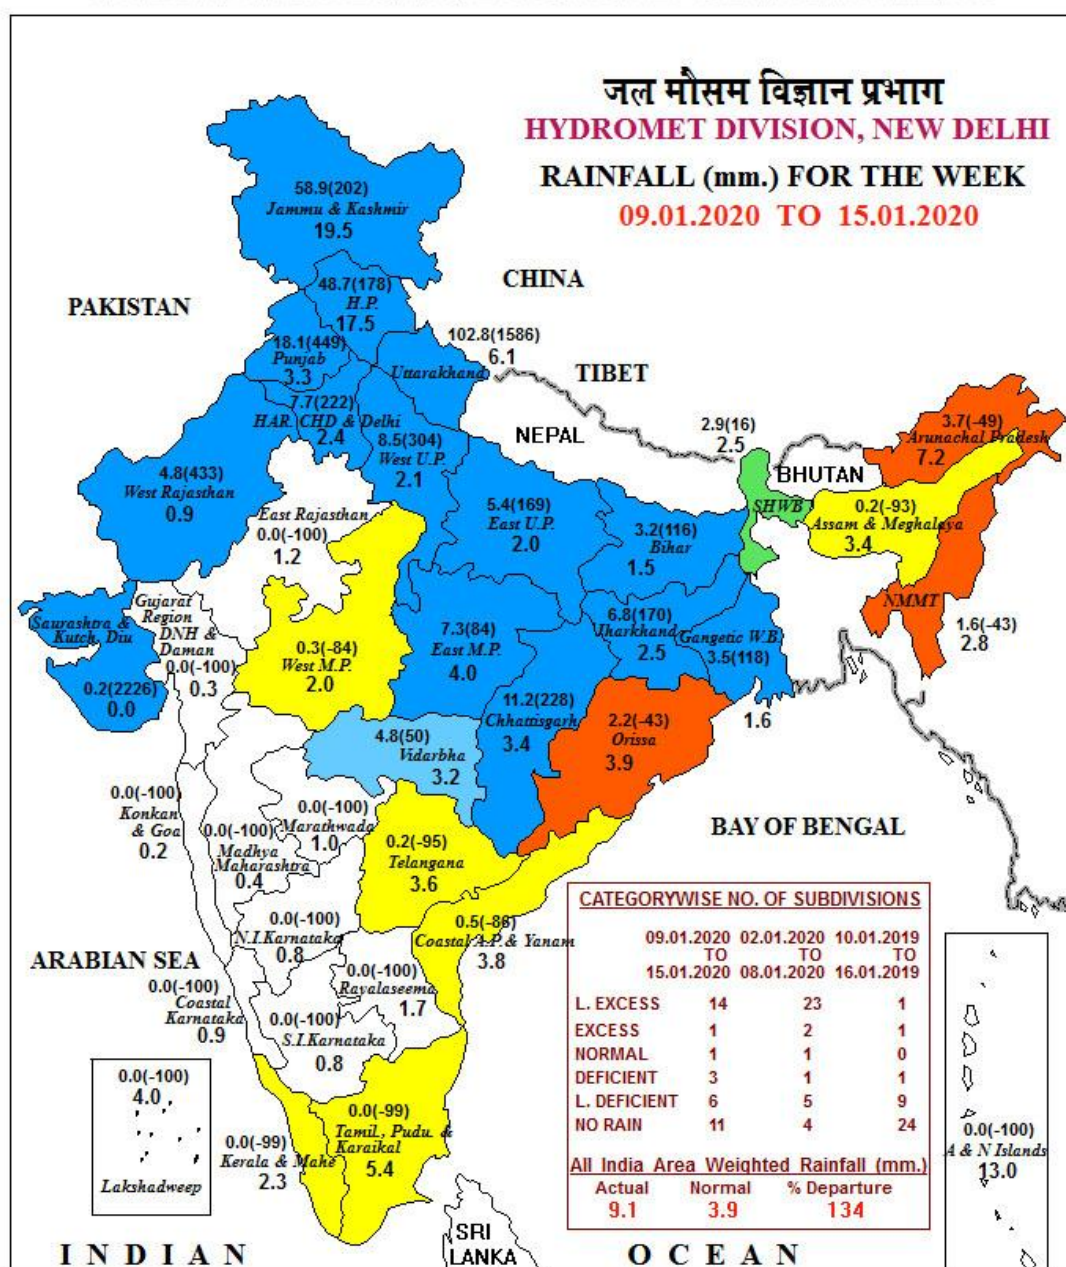 जल मौसम विज्ञान प्रभाग
HYDROMET DIVISION, NEW DELHI
RAINFALL (mm.) FOR THE WEEK
09.01.2020 TO 15.01.2020
58.9(202)
Jammu & Kashmir
19.5
CHINA
PAKISTAN
48.7(178)
H.P.
17.5
18.1(449)
Punjab
3.3
102.8(1586)
6.1
Uttarakhand
TIBET
7.7(222)
HAR. CHD & Delhi
2.4
8.5(304)
West U.P.
2.1
NEPAL
2.9(16)
2.5
BHUTAN
SHWB
3.7(-49)
Arunachal Pradesh
7.2
4.8(433)
West Rajasthan
0.9
East Rajasthan
0.0(-100)
1.2
5.4(169)
East U.P.
2.0
3.2(116)
Bihar
1.5
0.2(-93)
Assam & Meghalaya
3.4
NMMT
1.6(-43)
2.8
Saurashtra &
Kutch, Diu
0.2(2226)
0.0
Gujarat
Region
DNH &
Daman
0.0(-100)
0.3
0.3(-84)
West M.P.
2.0
7.3(84)
East M.P.
4.0
6.8(170)
Jharkhand
2.5
Gangetic W.B.
3.5(118)
1.6
11.2(228)
Chhattisgarh
3.4
2.2(-43)
Orissa
3.9
4.8(50)
Vidarbha
3.2
0.0(-100)
Konkan
& Goa
0.2
0.0(-100)
Madhya
Maharashtra
0.4
0.0(-100)
Marathwada
1.0
0.2(-95)
Telangana
3.6
BAY OF BENGAL
0.5(-86)
Coastal A.P.& Yanam
3.8
0.0(-100)
N.I.Karnataka
0.8
ARABIAN SEA
0.0(-100)
Coastal
Karnataka
0.9
0.0(-100)
Rayalaseema
1.7
0.0(-100)
S.I.Karnataka
0.8
0.0(-100)
4.0
Lakshadweep
0.0(-99)
Kerala & Mahe
2.3
0.0(-99)
Tamil., Pudu. &
Karaikal
5.4
CATEGORYWISE NO. OF SUBDIVISIONS
09.01.2020 02.01.2020 10.01.2019
TO TO TO
15.01.2020 08.01.2020 16.01.2019
L. EXCESS 14 23 1
EXCESS 1 2 1
NORMAL 1 1 0
DEFICIENT 3 1 1
L. DEFICIENT 6 5 9
NO RAIN 11 4 24
All India Area Weighted Rainfall (mm.)
Actual Normal % Departure
9.1 3.9 134
0.0(-100)
A & N Islands
13.0
SRI
LANKA
INDIAN OCEAN